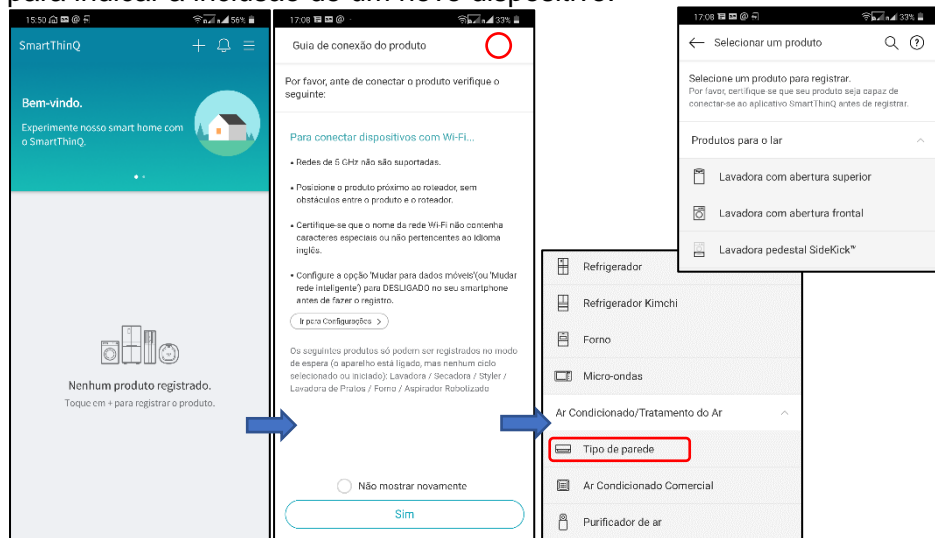 para indicar a inclusão de um novo dispositivo.
15:50 56%
SmartThinQ
Bem-vindo.
Experimente nosso smart home com
o SmartThinQ.
Nenhum produto registrado.
Toque em + para registrar o produto.
17:08 33%
Guia de conexão do produto
Por favor, ante de conectar o produto verifique o
seguinte:
Para conectar dispositivos com Wi-Fi...
• Redes de 5 GHz não são suportadas.
• Posicione o produto próximo ao roteador, sem
obstáculos entre o produto e o roteador.
• Certifique-se que o nome da rede Wi-Fi não contenha
caracteres especiais ou não pertencentes ao idioma
inglês.
• Configure a opção 'Mudar para dados móveis'(ou 'Mudar
rede inteligente') para DESLIGADO no seu smartphone
antes de fazer o registro.
Ir para Configurações >
Os seguintes produtos só podem ser registrados no modo
de espera (o aparelho está ligado, mas nenhum ciclo
selecionado ou iniciado): Lavadora / Secadora / Styler /
Lavadora de Pratos / Forno / Aspirador Robotizado
Não mostrar novamente
Sim
17:08 33%
Selecionar um produto
Selecione um produto para registrar.
Por favor, certifique-se que seu produto seja capaz de
conectar-se ao aplicativo SmartThinQ antes de registrar.
Produtos para o lar
Lavadora com abertura superior
Lavadora com abertura frontal
Lavadora pedestal SideKick™
Refrigerador
Refrigerador Kimchi
Forno
Micro-ondas
Ar Condicionado/Tratamento do Ar
Tipo de parede
Ar Condicionado Comercial
Purificador de ar